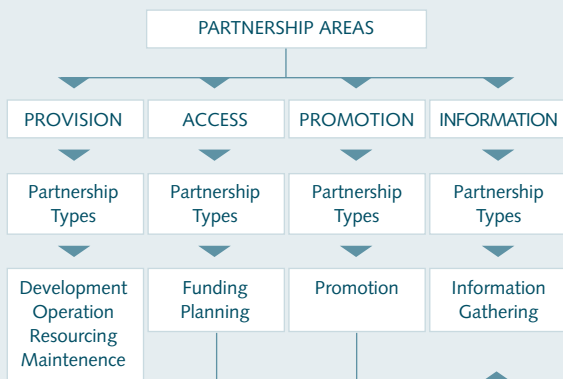 PARTNERSHIP AREAS
PROVISION
ACCESS
PROMOTION
INFORMATION
Partnership
Types
Partnership
Types
Partnership
Types
Partnership
Types
Development
Operation
Resourcing
Maintenence
Funding
Planning
Promotion
Information
Gathering